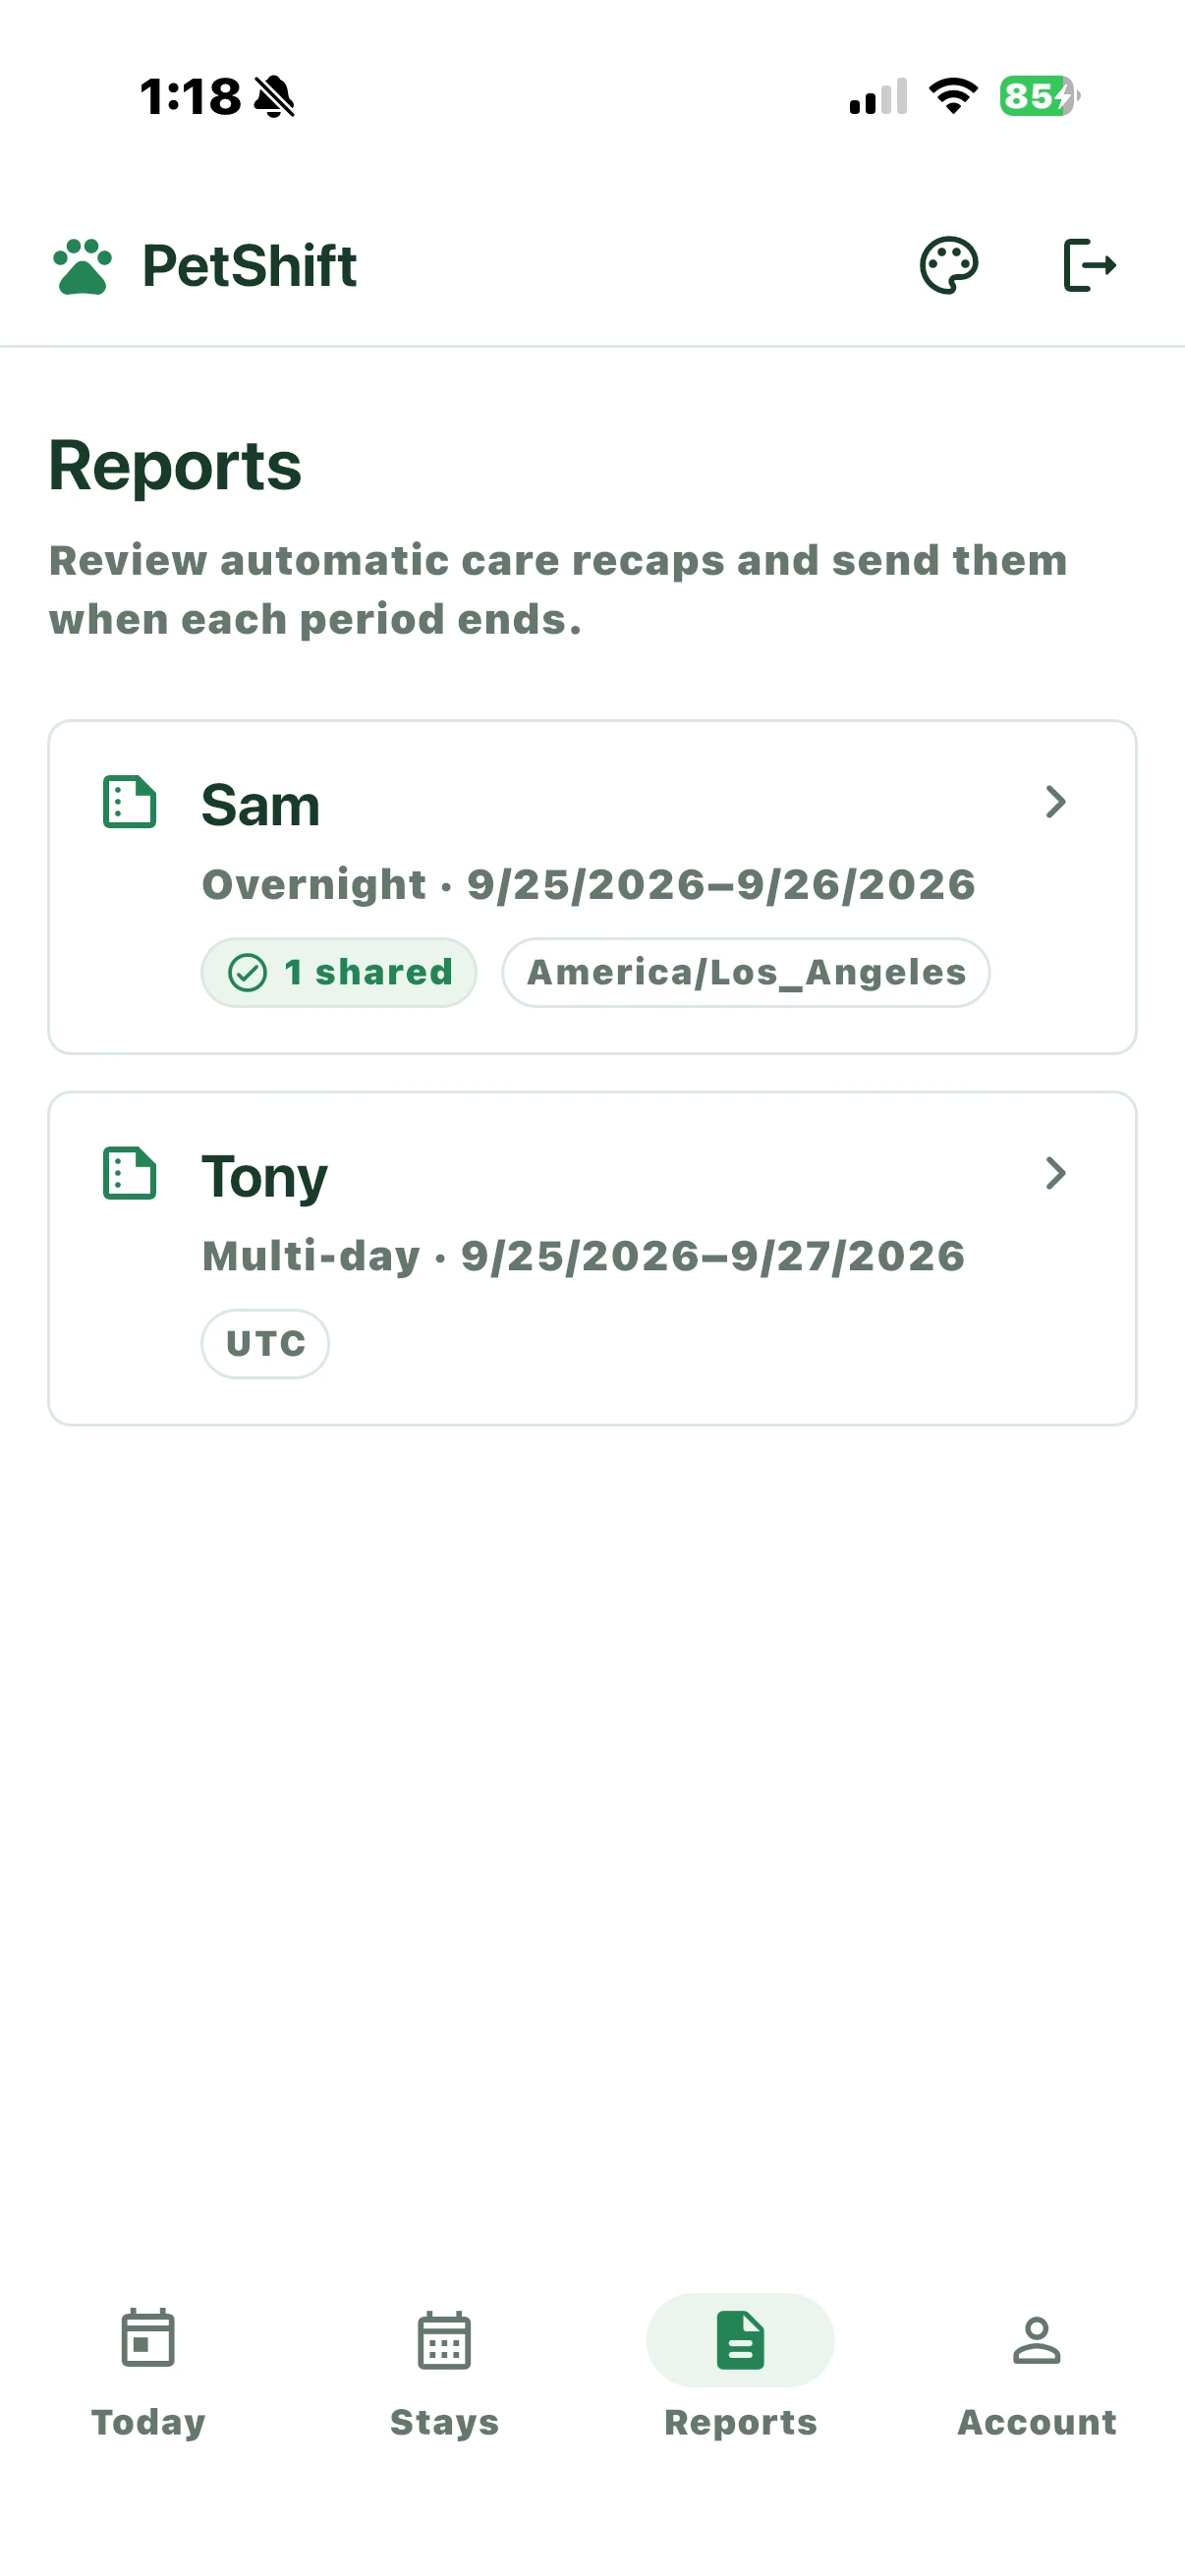 1:18
85
PetShift
Reports
Review automatic care recaps and send them
when each period ends.
Sam
Overnight · 9/25/2026–9/26/2026
1 shared
America/Los_Angeles
Tony
Multi-day · 9/25/2026–9/27/2026
UTC
Today
Stays
Reports
Account